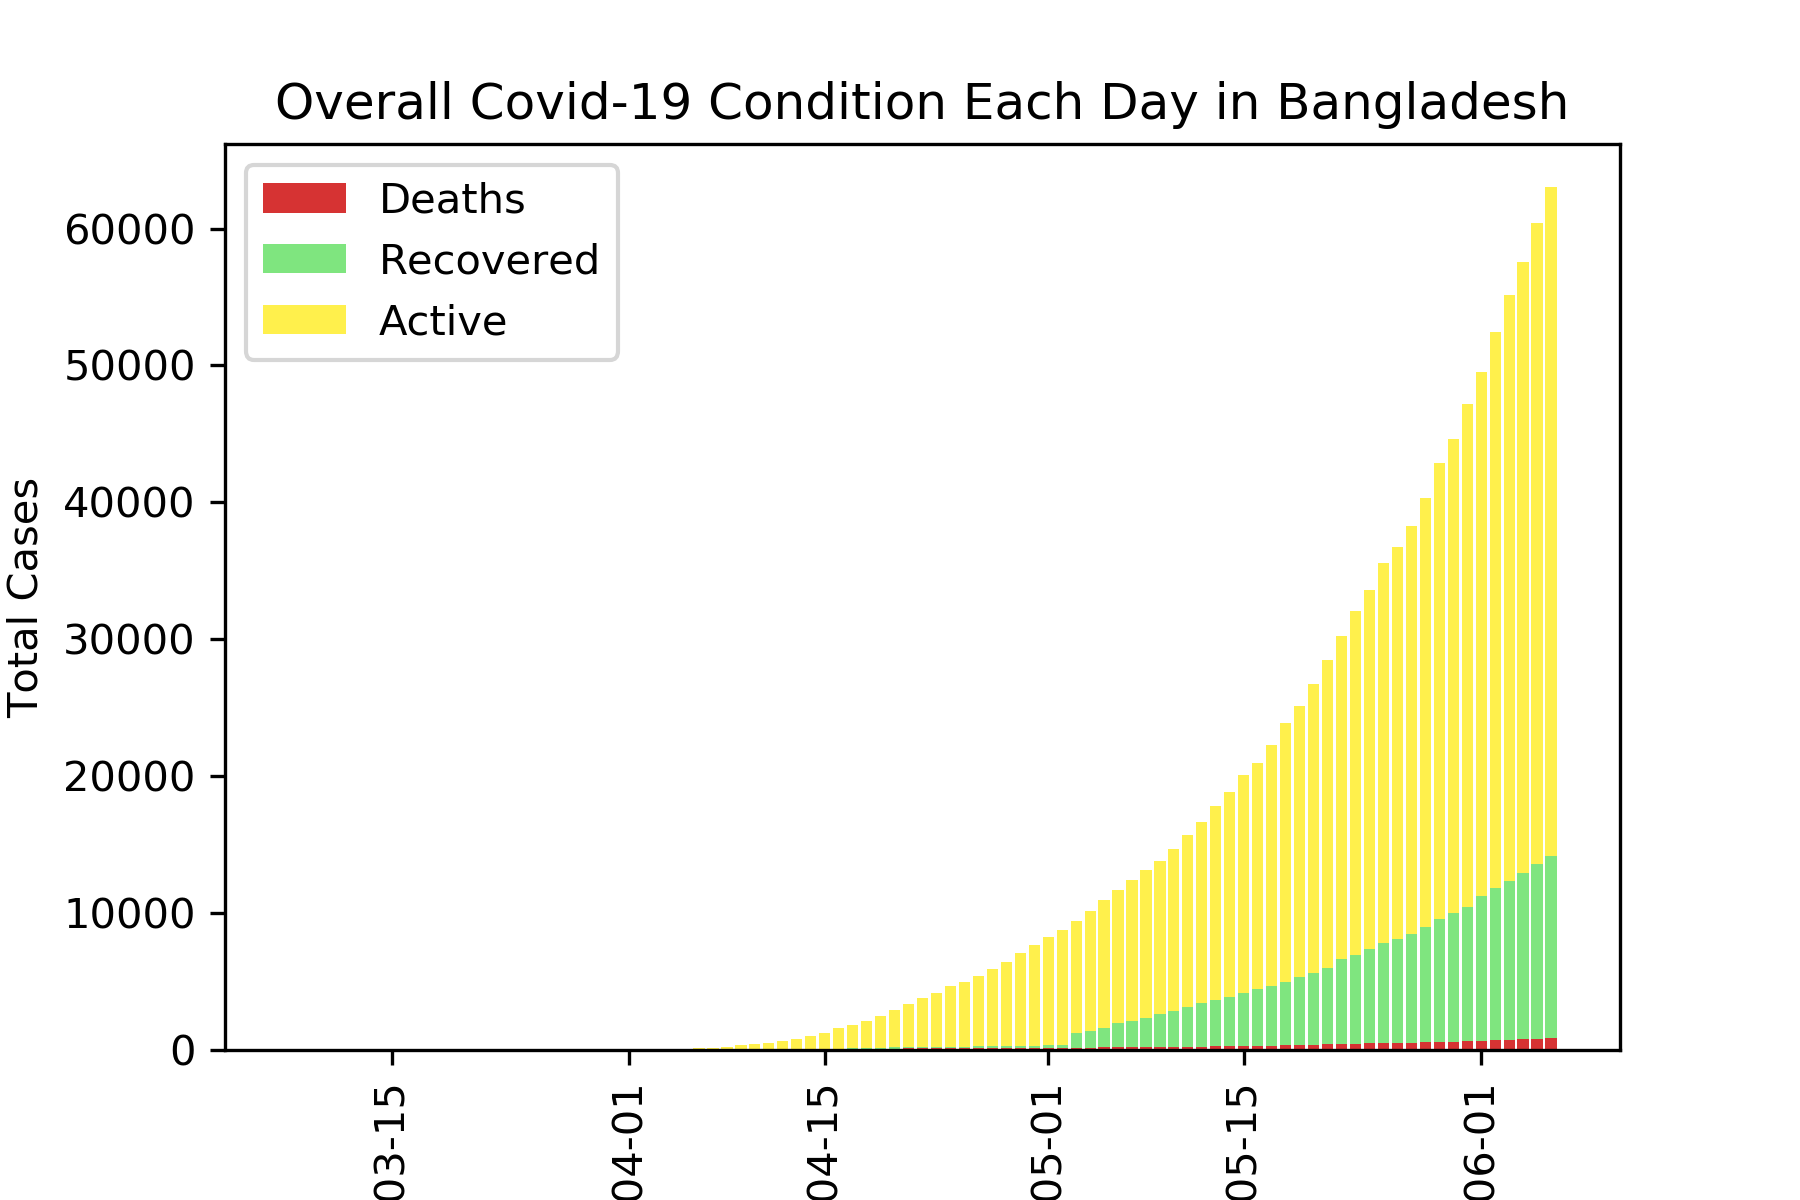 Overall Covid-19 Condition Each Day in Bangladesh
Deaths
Recovered
Active
Total Cases
60000
50000
40000
30000
20000
10000
0
03-15
04-01
04-15
05-01
05-15
06-01